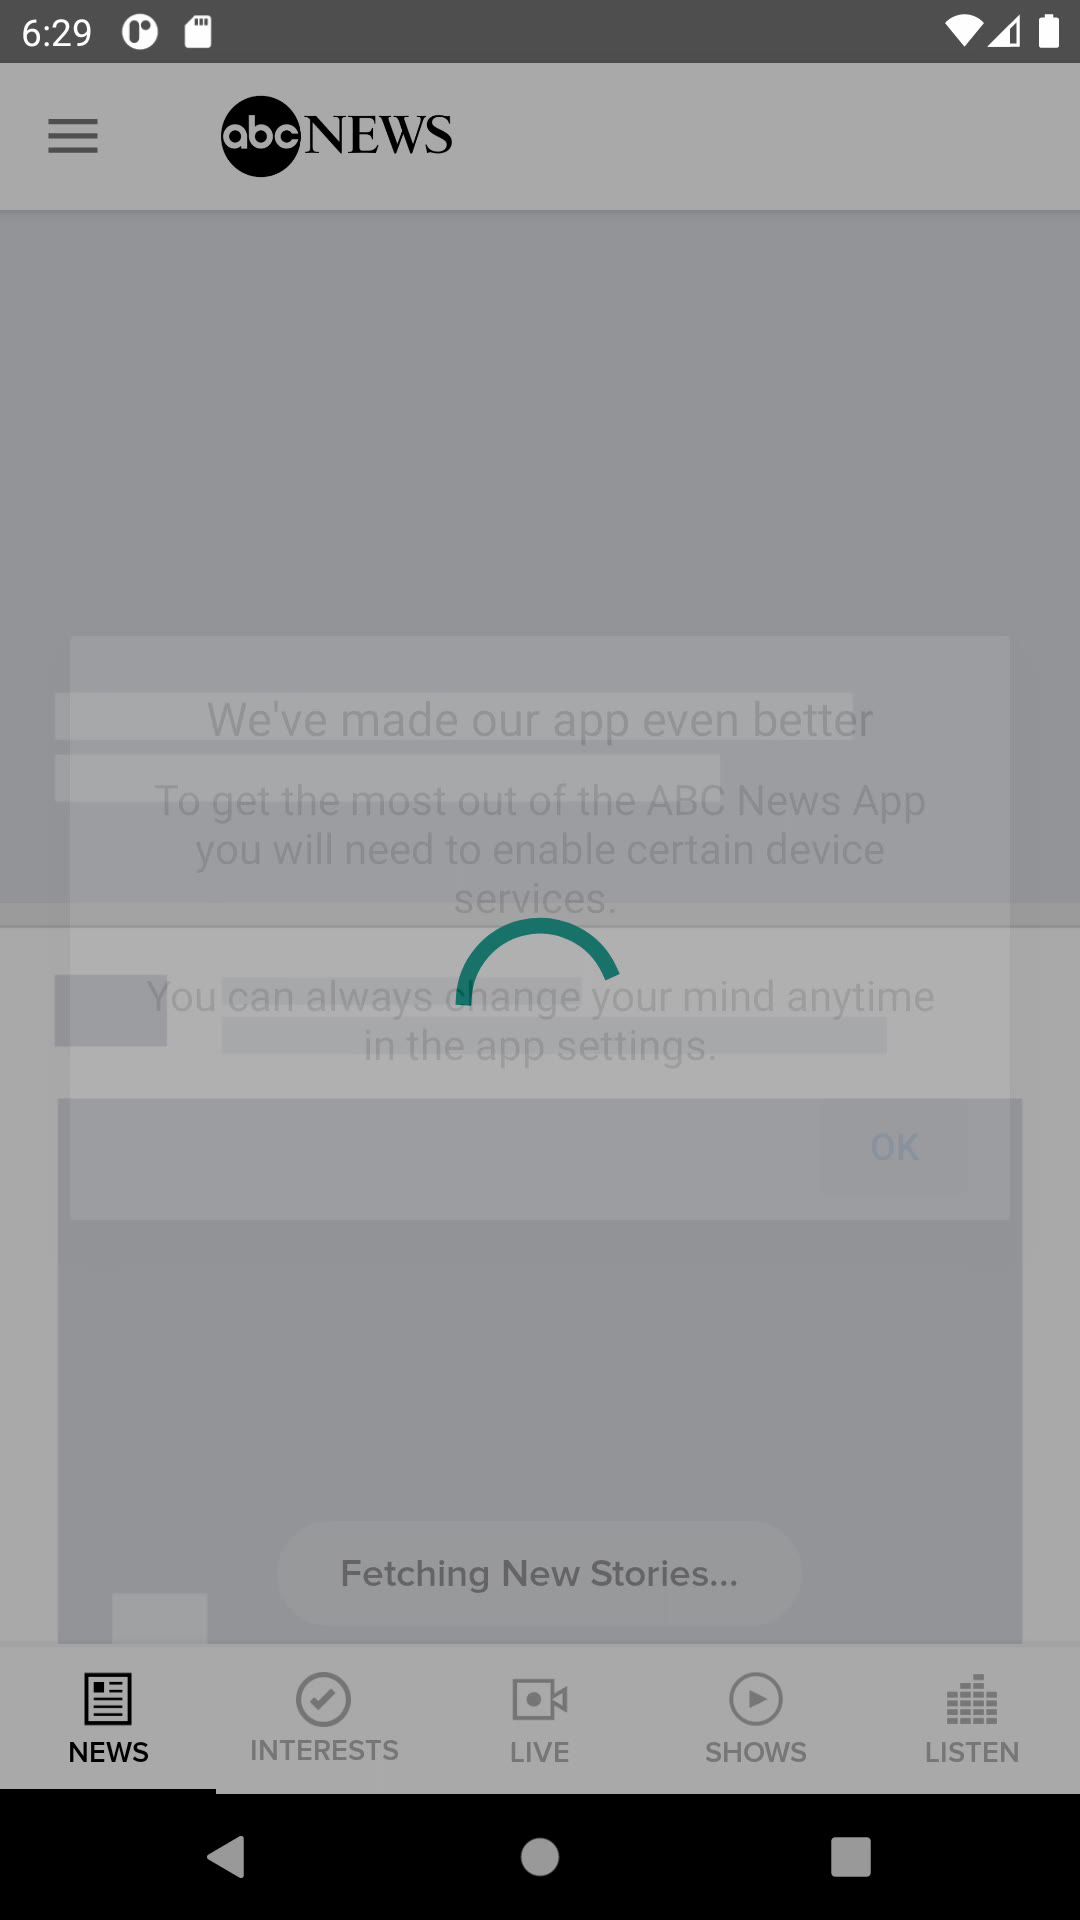 6:29
abc NEWS
We've made our app even better
To get the most out of the ABC News App
you will need to enable certain device
services.
You can always change your mind anytime
in the app settings.
OK
Fetching New Stories...
NEWS
INTERESTS
LIVE
SHOWS
LISTEN